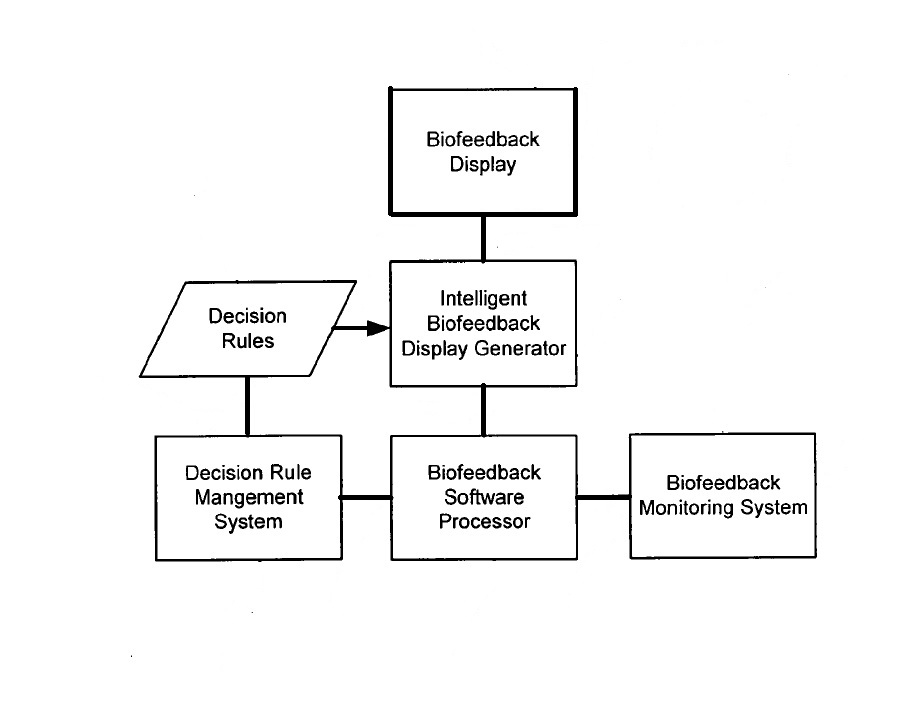 Biofeedback
Display
Intelligent
Biofeedback
Display Generator
Decision
Rules
Decision Rule
Mangement
System
Biofeedback
Software
Processor
Biofeedback
Monitoring System